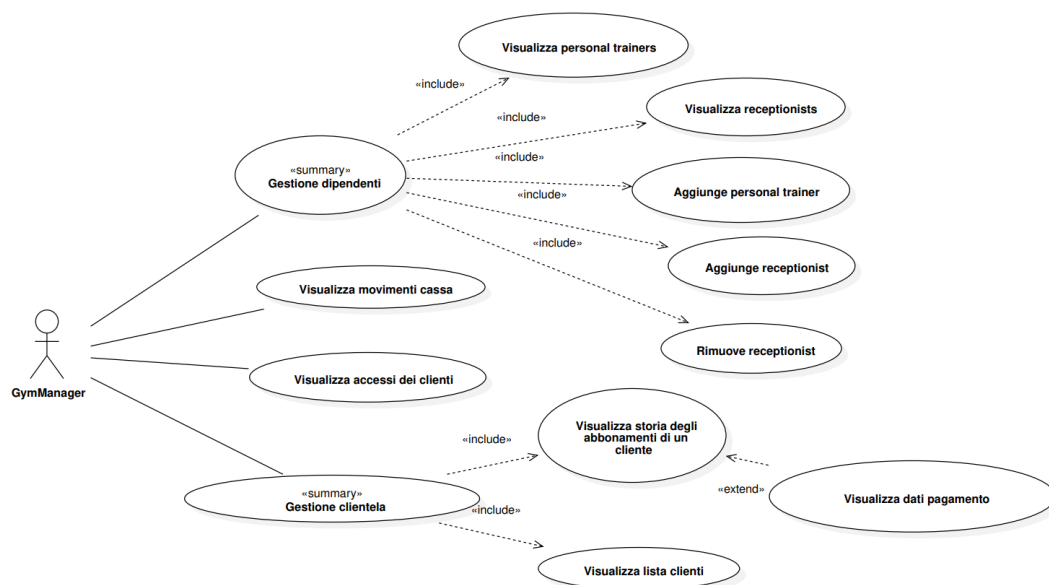 Visualizza personal trainers
«include»
Visualizza receptionists
«include»
«include»
«summary»
Gestione dipendenti
Aggiunge personal trainer
«include»
«include»
Aggiunge receptionist
Visualizza movimenti cassa
Rimuove receptionist
Visualizza accessi dei clienti
GymManager
Visualizza storia degli
abbonamenti di un
cliente
«include»
«extend»
Visualizza dati pagamento
«summary»
Gestione clientela
«include»
Visualizza lista clienti